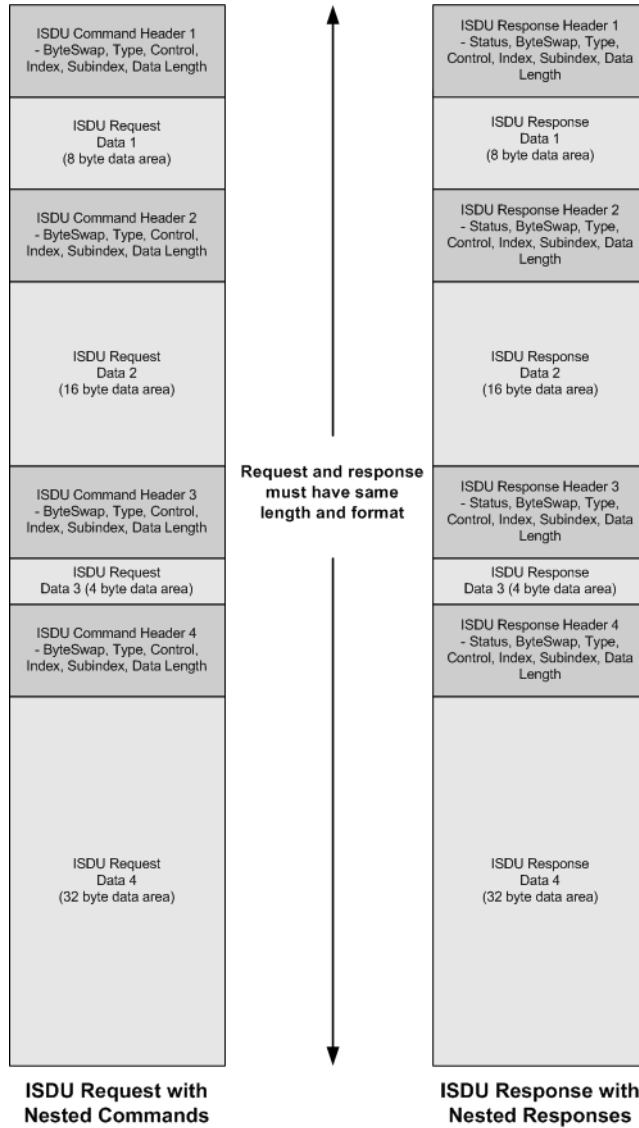 ISDU Command Header 1
- ByteSwap, Type, Control,
Index, Subindex, Data Length
ISDU Request
Data 1
(8 byte data area)
ISDU Command Header 2
- ByteSwap, Type, Control,
Index, Subindex, Data Length
ISDU Request
Data 2
(16 byte data area)
ISDU Command Header 3
- ByteSwap, Type, Control,
Index, Subindex, Data Length
ISDU Request
Data 3 (4 byte data area)
ISDU Command Header 4
- ByteSwap, Type, Control,
Index, Subindex, Data Length
ISDU Request
Data 4
(32 byte data area)
ISDU Request with
Nested Commands
Request and response
must have same
length and format
ISDU Response Header 1
- Status, ByteSwap, Type,
Control, Index, Subindex, Data
Length
ISDU Response
Data 1
(8 byte data area)
ISDU Response Header 2
- Status, ByteSwap, Type,
Control, Index, Subindex, Data
Length
ISDU Response
Data 2
(16 byte data area)
ISDU Response Header 3
- Status, ByteSwap, Type,
Control, Index, Subindex, Data
Length
ISDU Response
Data 3 (4 byte data area)
ISDU Response Header 4
- Status, ByteSwap, Type,
Control, Index, Subindex, Data
Length
ISDU Response
Data 4
(32 byte data area)
ISDU Response with
Nested Responses